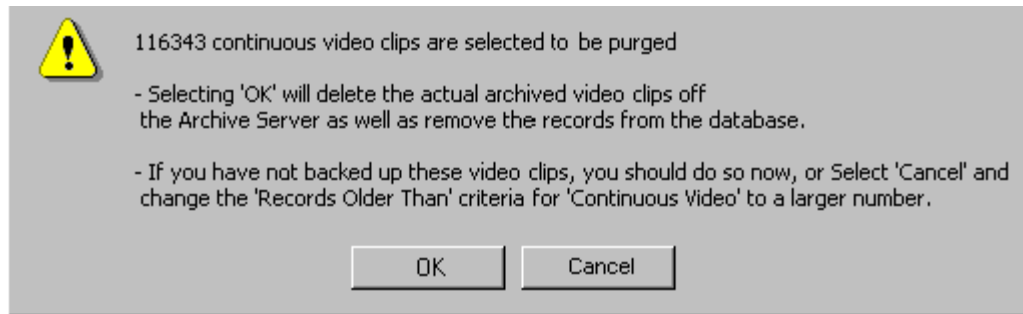 116343 continuous video clips are selected to be purged
- Selecting 'OK' will delete the actual archived video clips off
the Archive Server as well as remove the records from the database.
- If you have not backed up these video clips, you should do so now, or Select 'Cancel' and
change the 'Records Older Than' criteria for 'Continuous Video' to a larger number.
OK Cancel